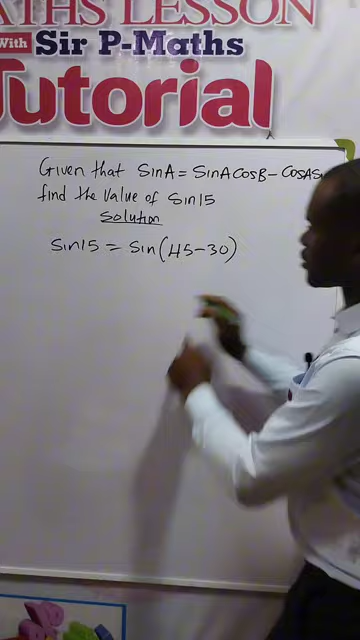 MATHS LESSON
With Sir P-Maths
Tutorial
Given that SinA = SinACosB - CosAS
find the value of Sin15
Solution
Sin15 = Sin(45-30)